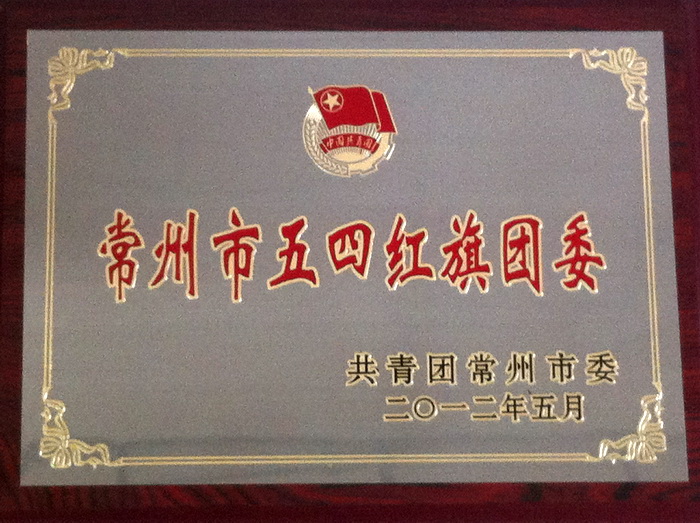 中国共青团
常州市五四红旗团委
共青团常州市委
二〇一二年五月